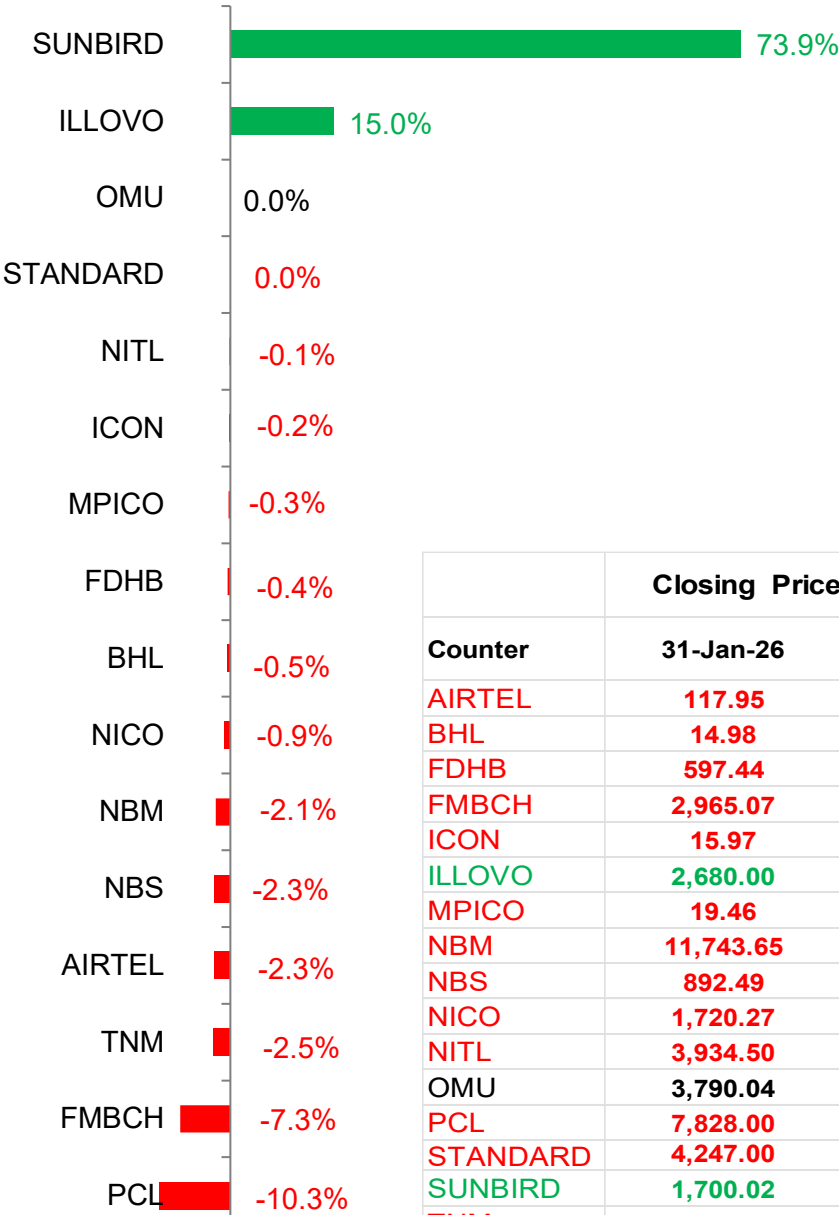 SUNBIRD 73.9%
ILLOVO 15.0%
OMU 0.0%
STANDARD 0.0%
NITL -0.1%
ICON -0.2%
MPICO -0.3%
FDHB -0.4%
BHL -0.5%
NICO -0.9%
NBM -2.1%
NBS -2.3%
AIRTEL -2.3%
TNM -2.5%
FMBCH -7.3%
PCL -10.3%
Closing Price
Counter 31-Jan-26
AIRTEL 117.95
BHL 14.98
FDHB 597.44
FMBCH 2,965.07
ICON 15.97
ILLOVO 2,680.00
MPICO 19.46
NBM 11,743.65
NBS 892.49
NICO 1,720.27
NITL 3,934.50
OMU 3,790.04
PCL 7,828.00
STANDARD 4,247.00
SUNBIRD 1,700.02